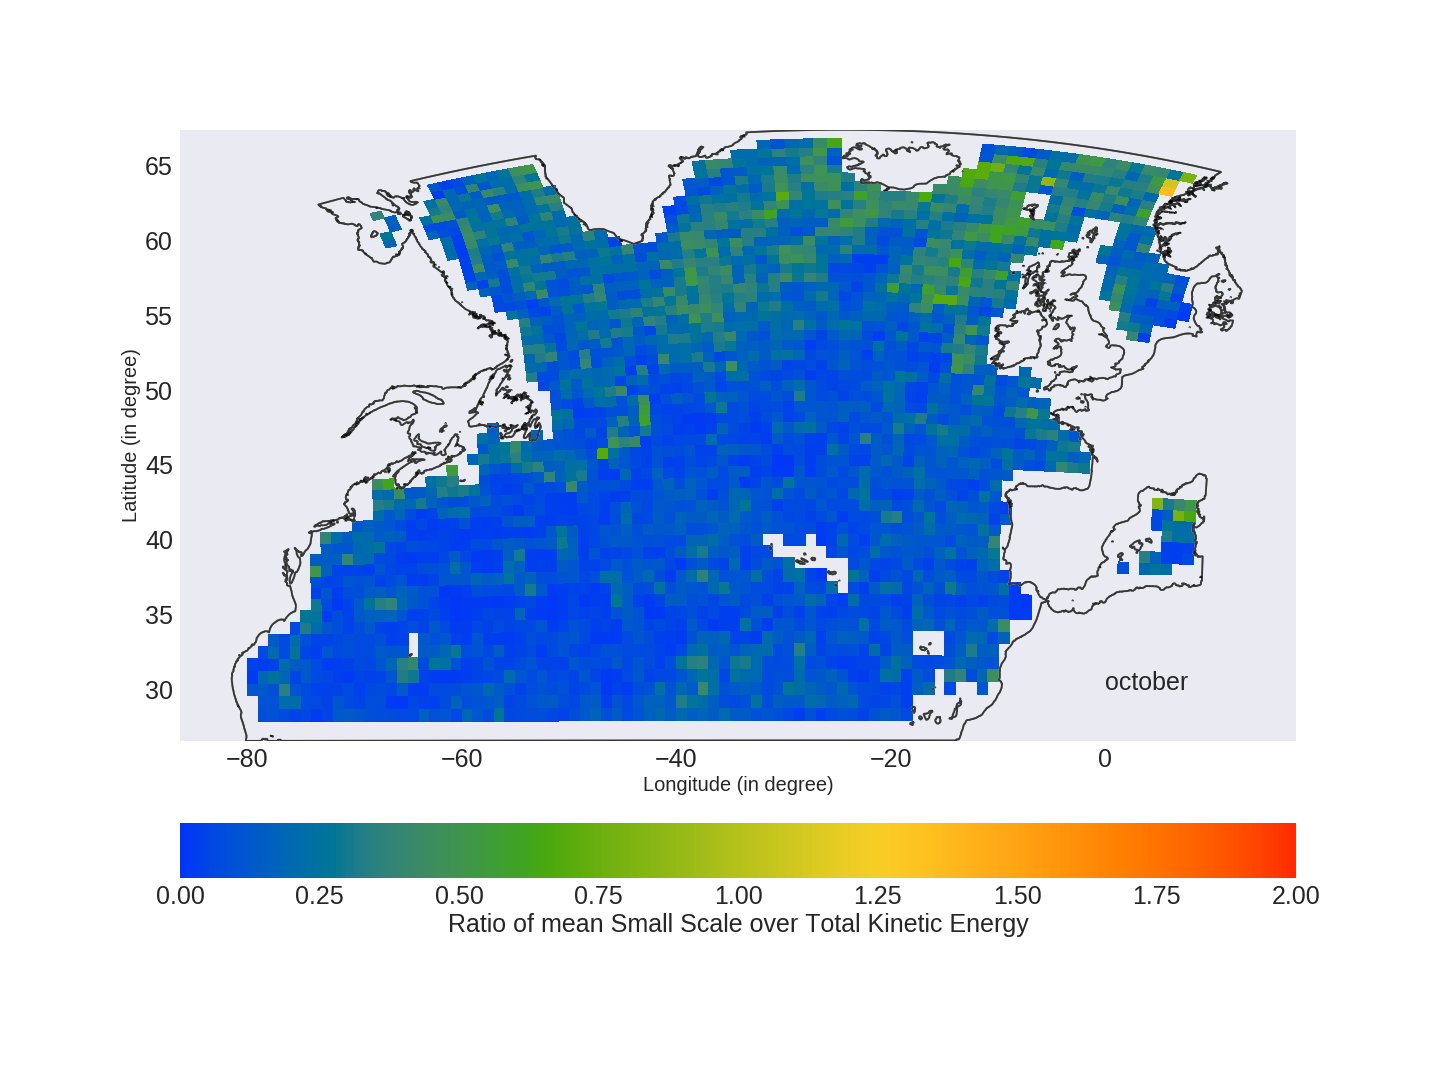 65
60
55
50
45
40
35
30
Latitude (in degree)
october
−80 −60 −40 −20 0
Longitude (in degree)
0.00 0.25 0.50 0.75 1.00 1.25 1.50 1.75 2.00
Ratio of mean Small Scale over Total Kinetic Energy